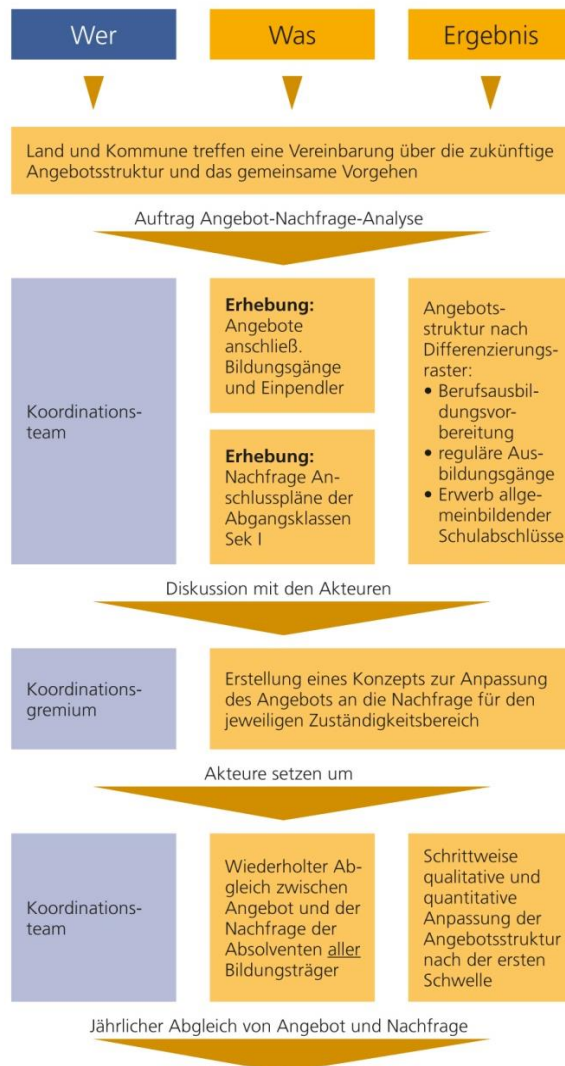 Wer
Was
Ergebnis
Land und Kommune treffen eine Vereinbarung über die zukünftige
Angebotsstruktur und das gemeinsame Vorgehen
Auftrag Angebot-Nachfrage-Analyse
Koordinations-
team
Erhebung:
Angebote
anschließ.
Bildungsgänge
und Einpendler
Erhebung:
Nachfrage An-
schlusspläne der
Abgangsklassen
Sek I
Angebots-
struktur nach
Differenzierungs-
raster:
• Berufsausbil-
dungsvor-
bereitung
• reguläre Aus-
bildungsgänge
• Erwerb allge-
meinbildender
Schulabschlüsse
Diskussion mit den Akteuren
Koordinations-
gremium
Erstellung eines Konzepts zur Anpassung
des Angebots an die Nachfrage für den
jeweiligen Zuständigkeitsbereich
Akteure setzen um
Koordinations-
team
Wiederholter Ab-
gleich zwischen
Angebot und der
Nachfrage der
Absolventen aller
Bildungsträger
Schrittweise
qualitative und
quantitative
Anpassung der
Angebotsstruktur
nach der ersten
Schwelle
Jährlicher Abgleich von Angebot und Nachfrage